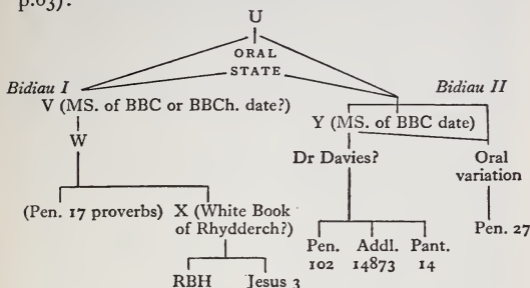 p.63).
U
ORAL
STATE
Bidiau I
Bidiau II
V (MS. of BBC or BBCh. date?)
Y (MS. of BBC date)
W
Dr Davies?
Oral
variation
(Pen. 17 proverbs)
X (White Book
of Rhydderch?)
Pen. 27
Pen.
102
Addl.
14873
Pant.
14
RBH
Jesus 3